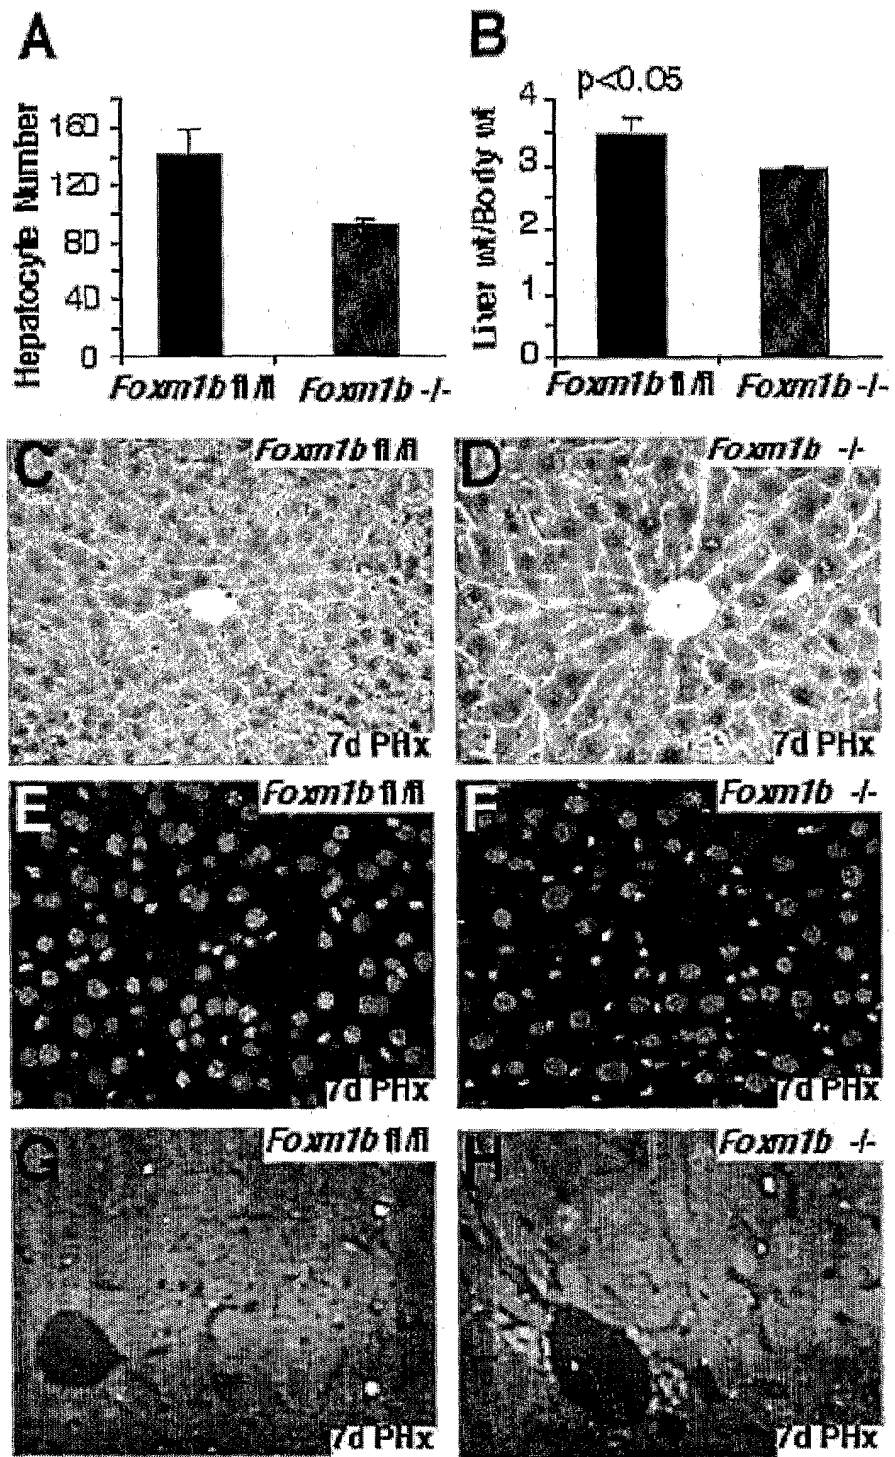 A
Hepatocyte Number
160
120
80
40
0
Foxm1b fl/fl
Foxm1b -/-
B
p<0.05
Liver wt/Body wt
4
3
2
1
0
Foxm1b fl/fl
Foxm1b -/-
C
Foxm1b fl/fl
7d PHx
D
Foxm1b -/-
7d PHx
E
Foxm1b fl/fl
7d PHx
F
Foxm1b -/-
7d PHx
G
Foxm1b fl/fl
7d PHx
H
Foxm1b -/-
7d PHx